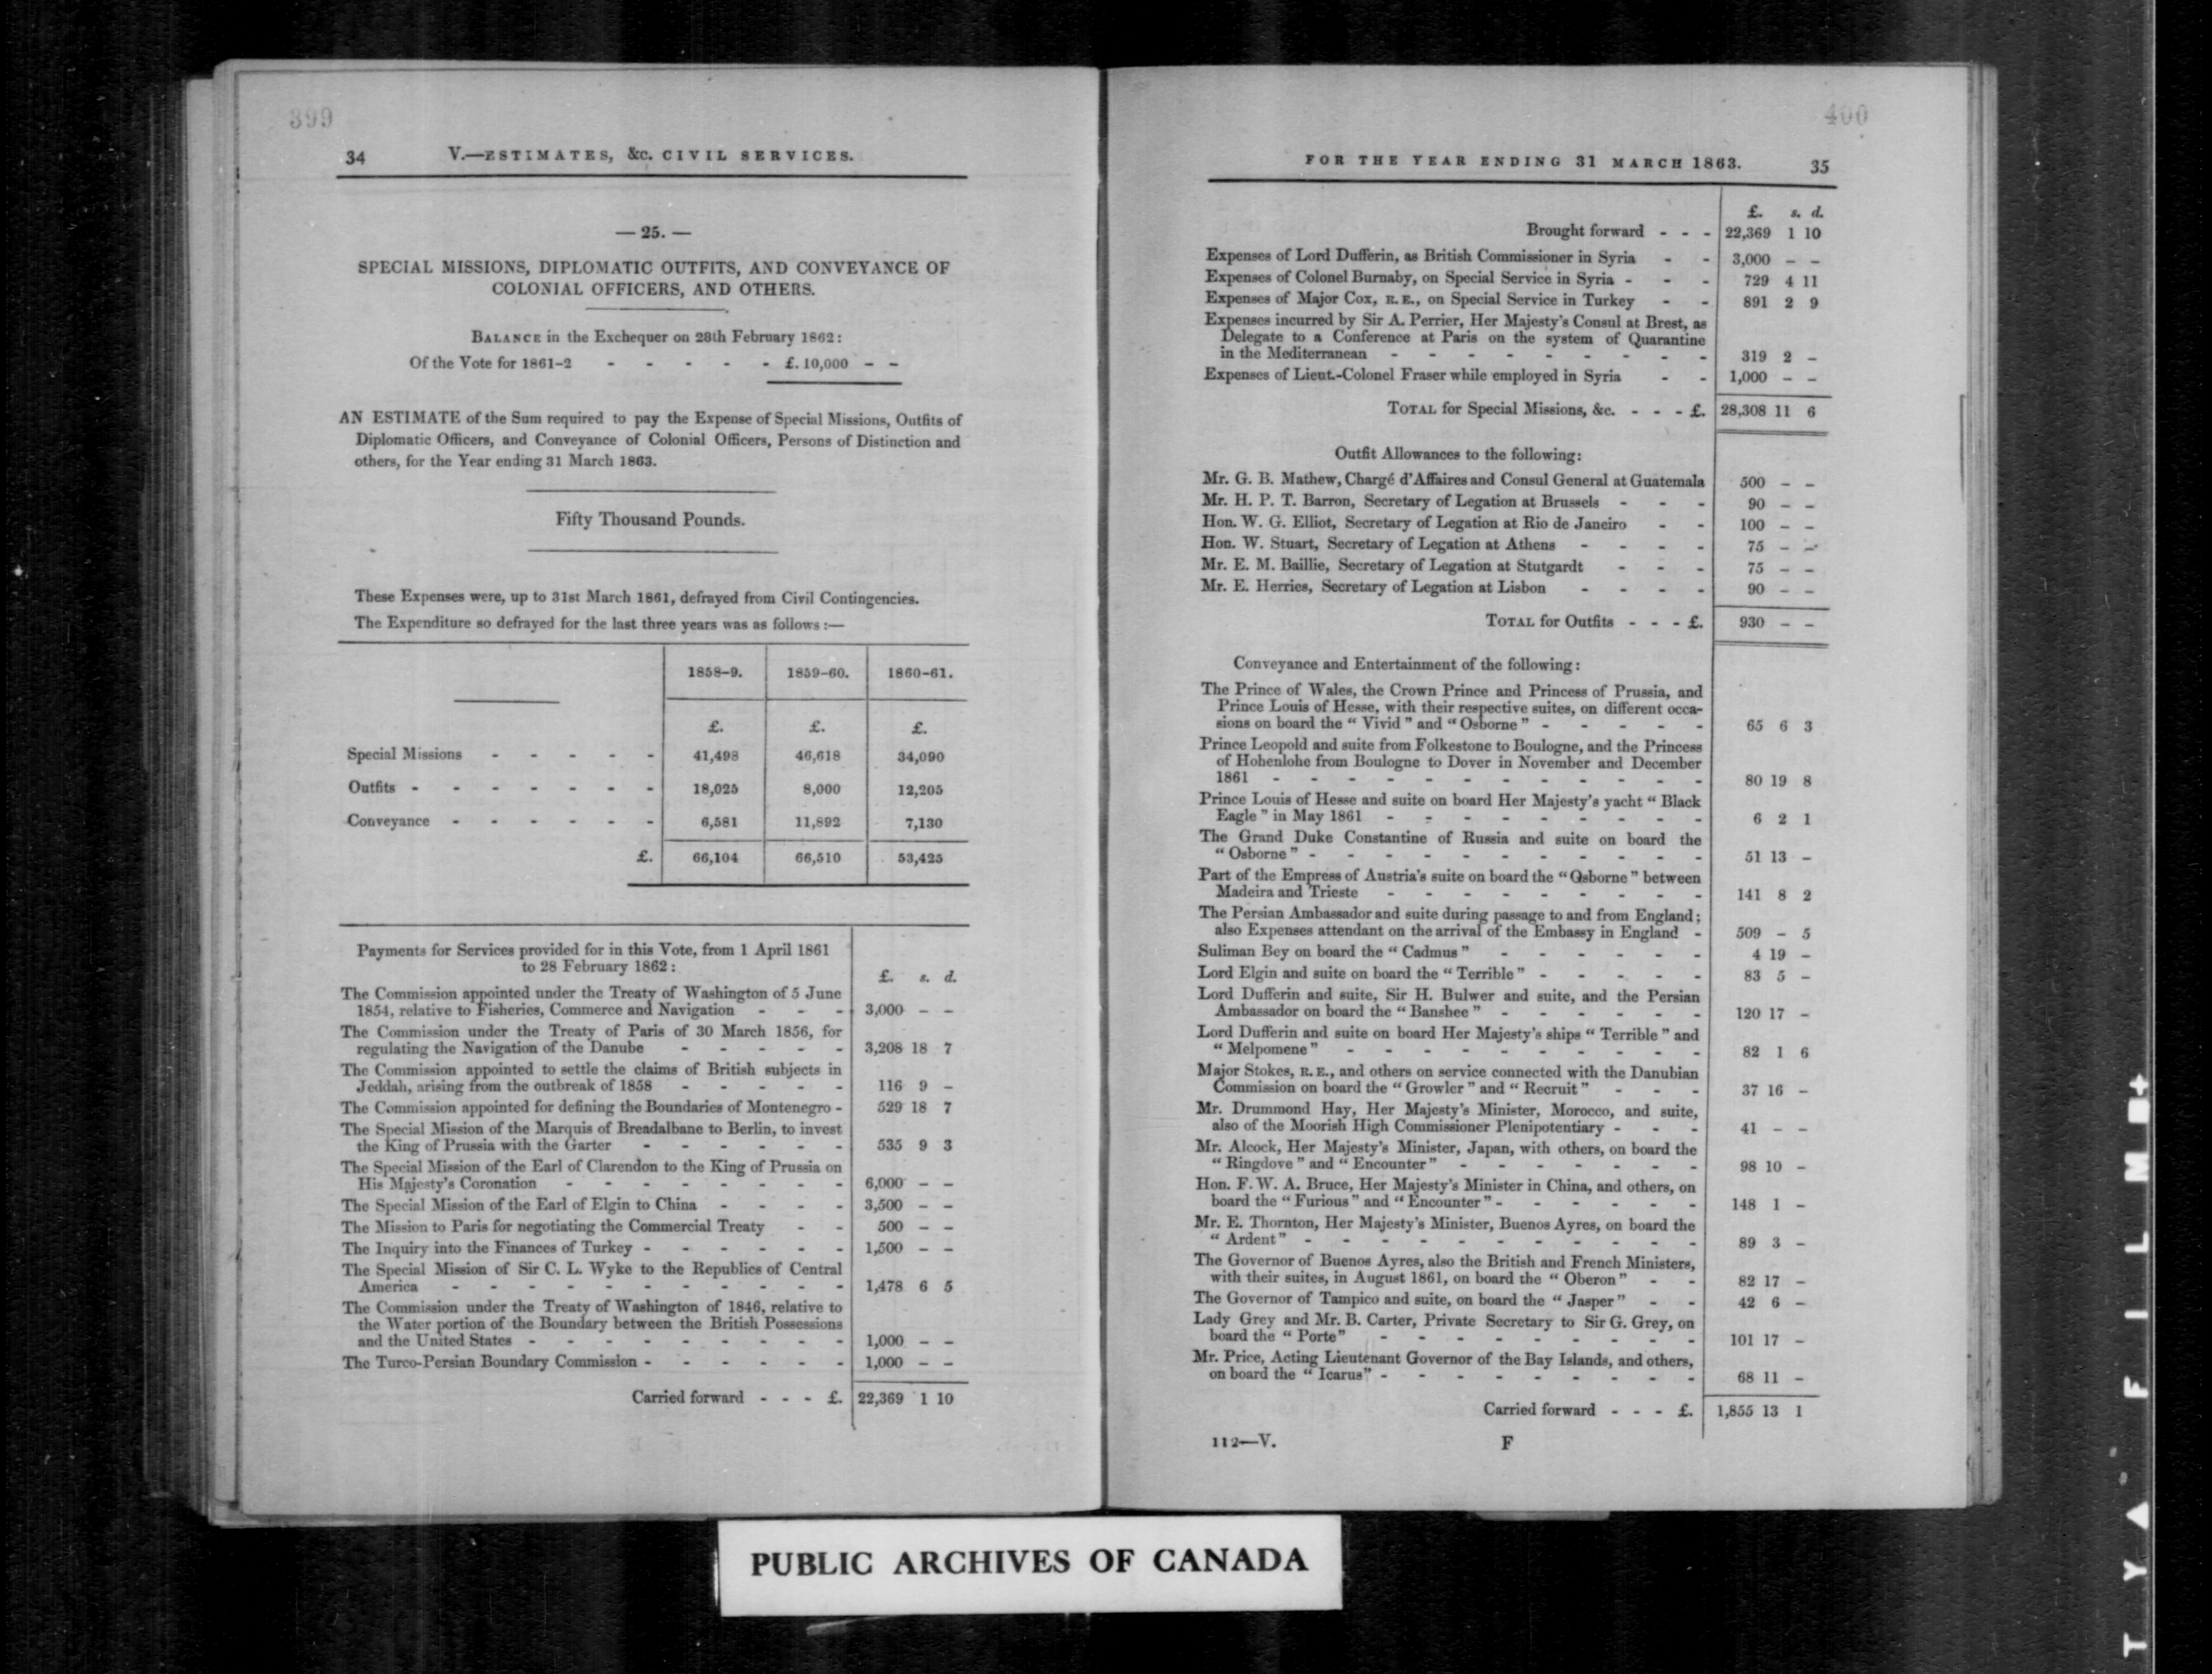 399
34 V.—ESTIMATES, &c. CIVIL SERVICES.
— 25. —
SPECIAL MISSIONS, DIPLOMATIC OUTFITS, AND CONVEYANCE OF
COLONIAL OFFICERS, AND OTHERS.
BALANCE in the Exchequer on 28th February 1862:
Of the Vote for 1861-2 - - - - - £. 10,000 - -
AN ESTIMATE of the Sum required to pay the Expense of Special Missions, Outfits of
Diplomatic Officers, and Conveyance of Colonial Officers, Persons of Distinction and
others, for the Year ending 31 March 1863.
Fifty Thousand Pounds.
These Expenses were, up to 31st March 1861, defrayed from Civil Contingencies.
The Expenditure so defrayed for the last three years was as follows :—
1858-9. 1859-60. 1860-61.
£. £. £.
Special Missions - - - - - 41,498 46,618 34,090
Outfits - - - - - - - 18,025 8,000 12,205
Conveyance - - - - - - 6,581 11,892 7,130
£. 66,104 66,510 53,425
Payments for Services provided for in this Vote, from 1 April 1861
to 28 February 1862:
£. s. d.
The Commission appointed under the Treaty of Washington of 5 June
1854, relative to Fisheries, Commerce and Navigation - - - 3,000 - -
The Commission under the Treaty of Paris of 30 March 1856, for
regulating the Navigation of the Danube - - - - - 3,208 18 7
The Commission appointed to settle the claims of British subjects in
Jeddah, arising from the outbreak of 1858 - - - - - 116 9 -
The Commission appointed for defining the Boundaries of Montenegro - 529 18 7
The Special Mission of the Marquis of Breadalbane to Berlin, to invest
the King of Prussia with the Garter - - - - - - 535 9 3
The Special Mission of the Earl of Clarendon to the King of Prussia on
His Majesty's Coronation - - - - - - - - 6,000 - -
The Special Mission of the Earl of Elgin to China - - - - 3,500 - -
The Mission to Paris for negotiating the Commercial Treaty - - 500 - -
The Inquiry into the Finances of Turkey - - - - - - 1,500 - -
The Special Mission of Sir C. L. Wyke to the Republics of Central
America - - - - - - - - - - - 1,478 6 5
The Commission under the Treaty of Washington of 1846, relative to
the Water portion of the Boundary between the British Possessions
and the United States - - - - - - - - - 1,000 - -
The Turco-Persian Boundary Commission - - - - - - 1,000 - -
Carried forward - - - £. 22,369 1 10
400
FOR THE YEAR ENDING 31 MARCH 1863. 35
£. s. d.
Brought forward - - - 22,369 1 10
Expenses of Lord Dufferin, as British Commissioner in Syria - - 3,000 - -
Expenses of Colonel Burnaby, on Special Service in Syria - - - 729 4 11
Expenses of Major Cox, R.E., on Special Service in Turkey - - 891 2 9
Expenses incurred by Sir A. Perrier, Her Majesty's Consul at Brest, as
Delegate to a Conference at Paris on the system of Quarantine
in the Mediterranean - - - - - - - - - 319 2 -
Expenses of Lieut.-Colonel Fraser while employed in Syria - - 1,000 - -
TOTAL for Special Missions, &c. - - - £. 28,308 11 6
Outfit Allowances to the following:
Mr. G. B. Mathew, Chargé d'Affaires and Consul General at Guatemala 500 - -
Mr. H. P. T. Barron, Secretary of Legation at Brussels - - - 90 - -
Hon. W. G. Elliot, Secretary of Legation at Rio de Janeiro - - 100 - -
Hon. W. Stuart, Secretary of Legation at Athens - - - - 75 - -
Mr. E. M. Baillie, Secretary of Legation at Stutgardt - - - 75 - -
Mr. E. Herries, Secretary of Legation at Lisbon - - - - 90 - -
TOTAL for Outfits - - - £. 930 - -
Conveyance and Entertainment of the following:
The Prince of Wales, the Crown Prince and Princess of Prussia, and
Prince Louis of Hesse, with their respective suites, on different occa-
sions on board the "Vivid" and "Osborne" - - - - - 65 6 3
Prince Leopold and suite from Folkestone to Boulogne, and the Princess
of Hohenlohe from Boulogne to Dover in November and December
1861 - - - - - - - - - - - - 80 19 8
Prince Louis of Hesse and suite on board Her Majesty's yacht "Black
Eagle" in May 1861 - - - - - - - - - 6 2 1
The Grand Duke Constantine of Russia and suite on board the
"Osborne" - - - - - - - - - - - 51 13 -
Part of the Empress of Austria's suite on board the "Osborne" between
Madeira and Trieste - - - - - - - - - 141 8 2
The Persian Ambassador and suite during passage to and from England;
also Expenses attendant on the arrival of the Embassy in England - 509 - 5
Suliman Bey on board the "Cadmus" - - - - - - 4 19 -
Lord Elgin and suite on board the "Terrible" - - - - - 83 5 -
Lord Dufferin and suite, Sir H. Bulwer and suite, and the Persian
Ambassador on board the "Banshee" - - - - - - 120 17 -
Lord Dufferin and suite on board Her Majesty's ships "Terrible" and
"Melpomene" - - - - - - - - - - 82 1 6
Major Stokes, R.E., and others on service connected with the Danubian
Commission on board the "Growler" and "Recruit" - - - 37 16 -
Mr. Drummond Hay, Her Majesty's Minister, Morocco, and suite,
also of the Moorish High Commissioner Plenipotentiary - - - 41 - -
Mr. Alcock, Her Majesty's Minister, Japan, with others, on board the
"Ringdove" and "Encounter" - - - - - - - 98 10 -
Hon. F. W. A. Bruce, Her Majesty's Minister in China, and others, on
board the "Furious" and "Encounter" - - - - - - 148 1 -
Mr. E. Thornton, Her Majesty's Minister, Buenos Ayres, on board the
"Ardent" - - - - - - - - - - - 89 3 -
The Governor of Buenos Ayres, also the British and French Ministers,
with their suites, in August 1861, on board the "Oberon" - - 82 17 -
The Governor of Tampico and suite, on board the "Jasper" - - 42 6 -
Lady Grey and Mr. B. Carter, Private Secretary to Sir G. Grey, on
board the "Porte" - - - - - - - - - 101 17 -
Mr. Price, Acting Lieutenant Governor of the Bay Islands, and others,
on board the "Icarus" - - - - - - - - - 68 11 -
Carried forward - - - £. 1,855 13 1
112—V. F
PUBLIC ARCHIVES OF CANADA